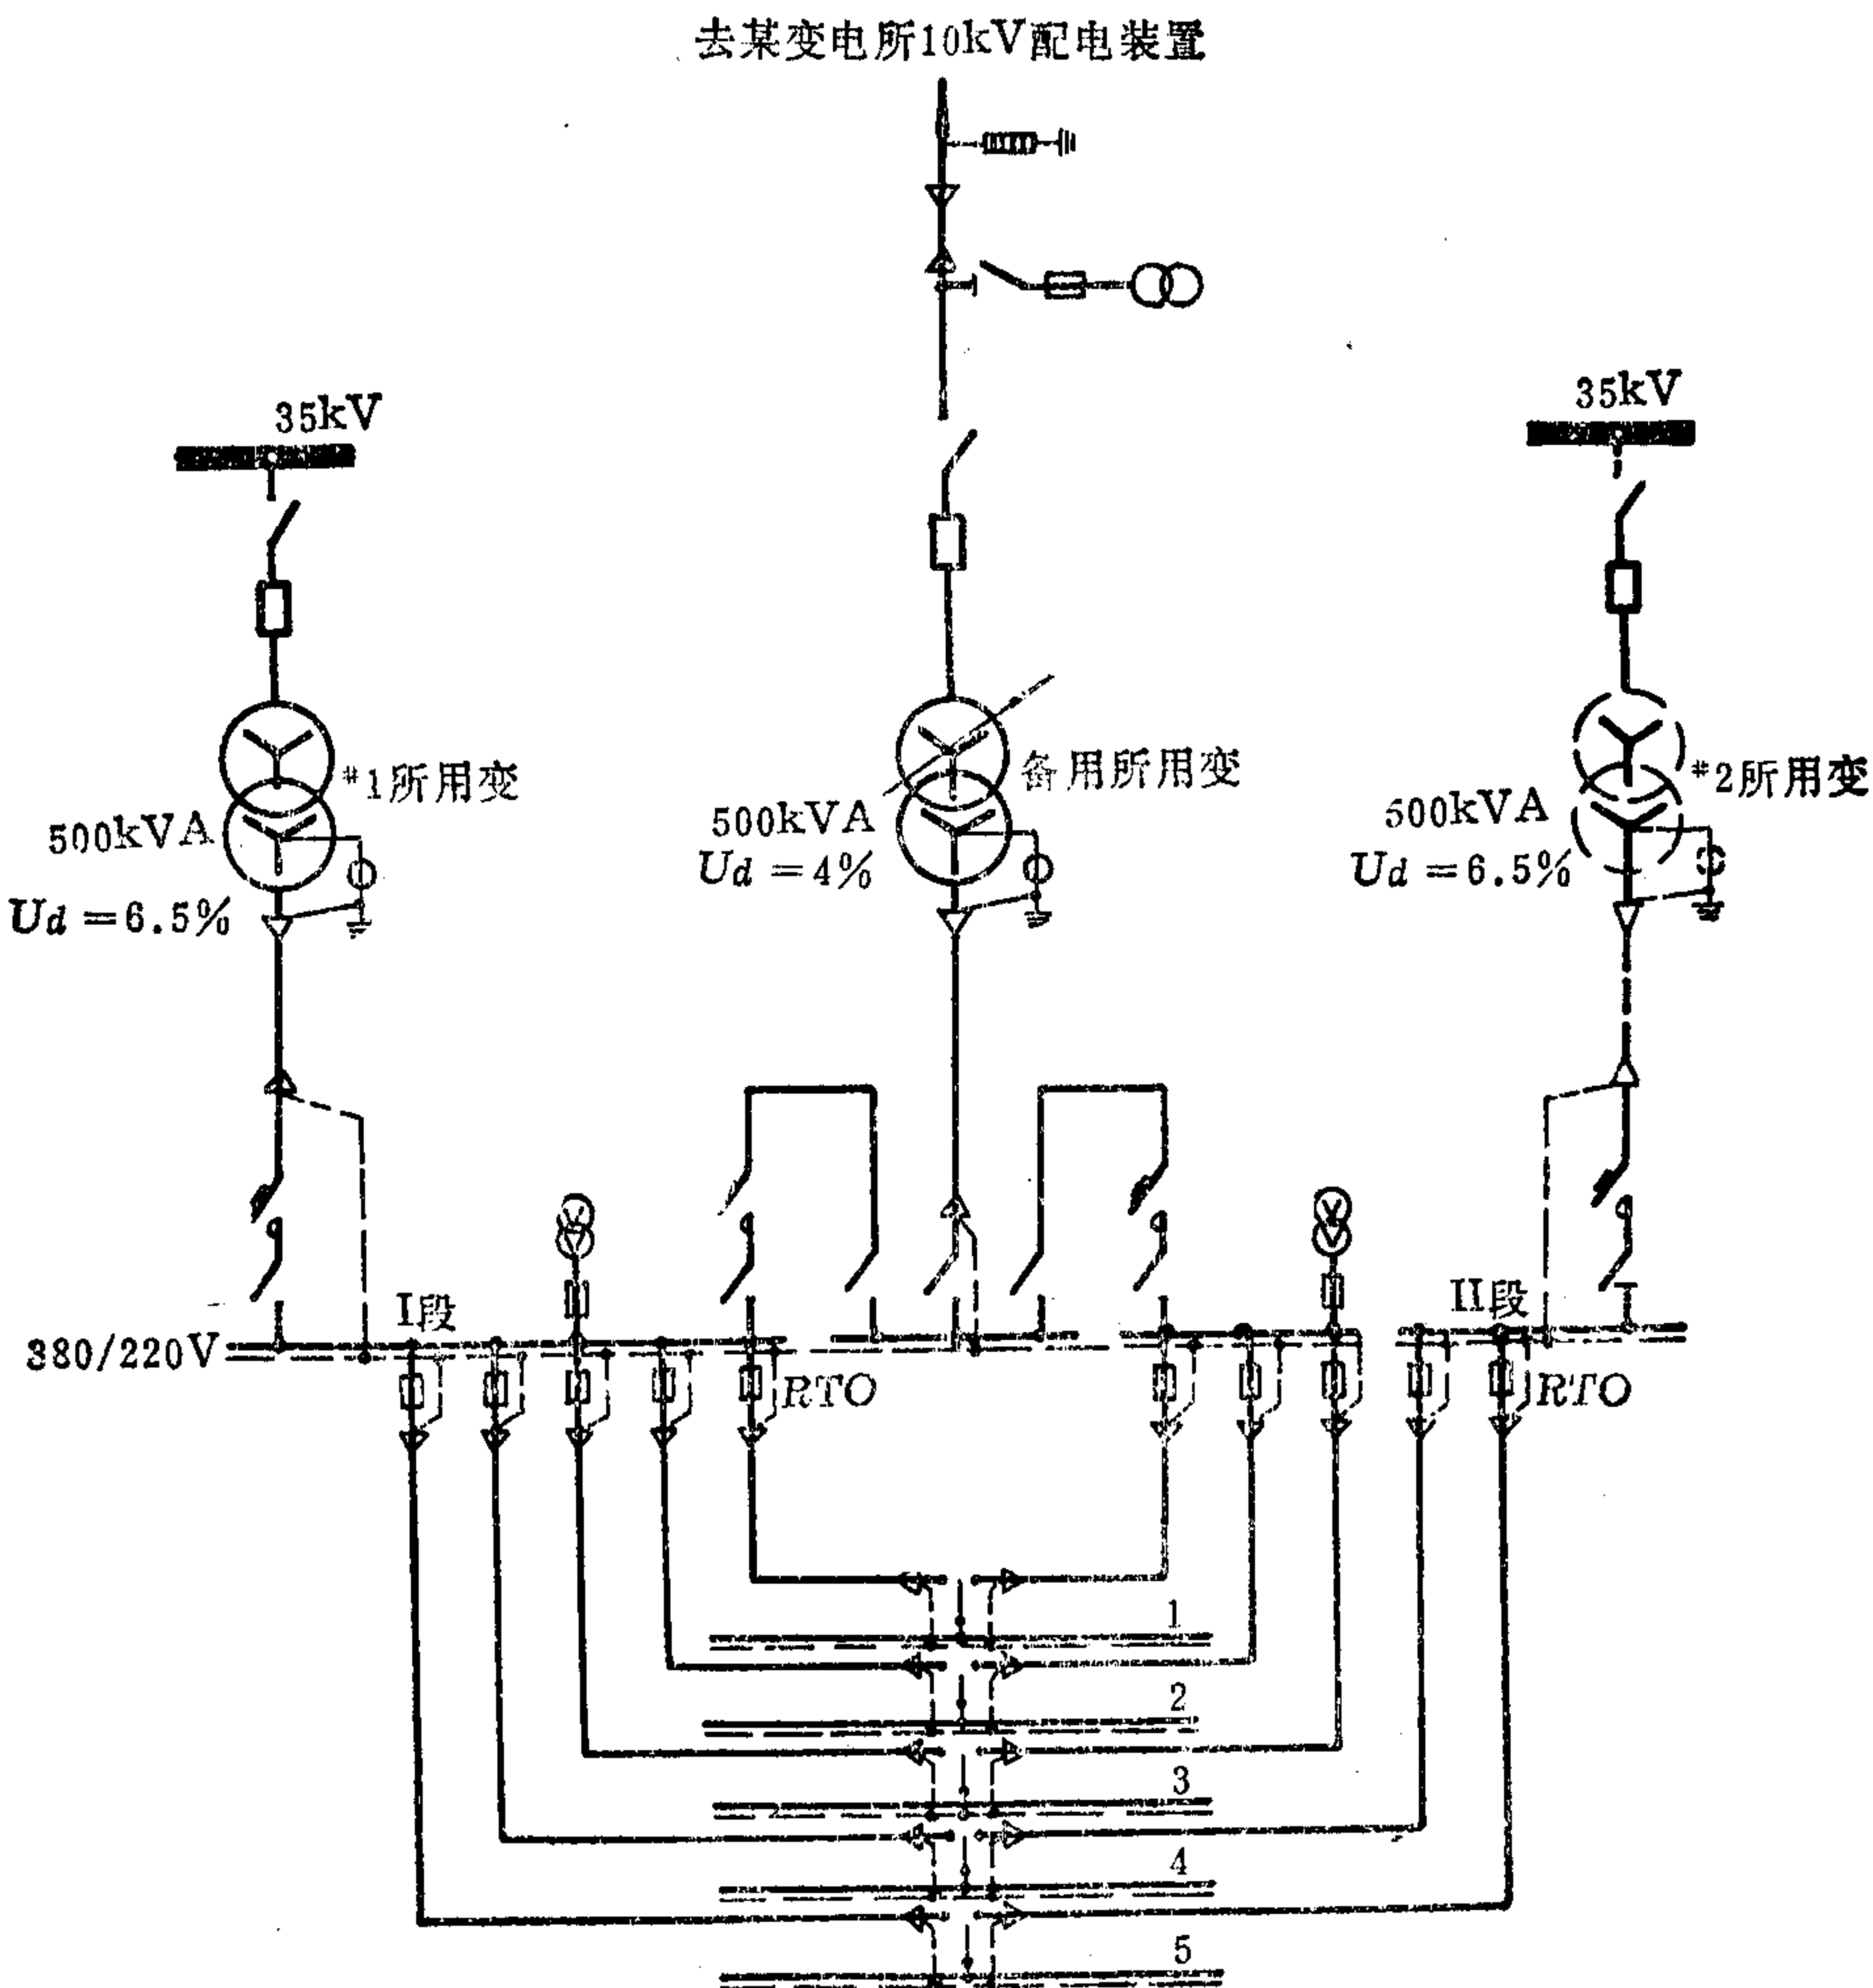 去某变电所10kV配电装置
35kV
35kV
#1所用变
500kVA
Ud=6.5%
备用所用变
500kVA
Ud=4%
#2所用变
500kVA
Ud=6.5%
I段
II段
380/220V
RTO
RTO
1
2
3
4
5